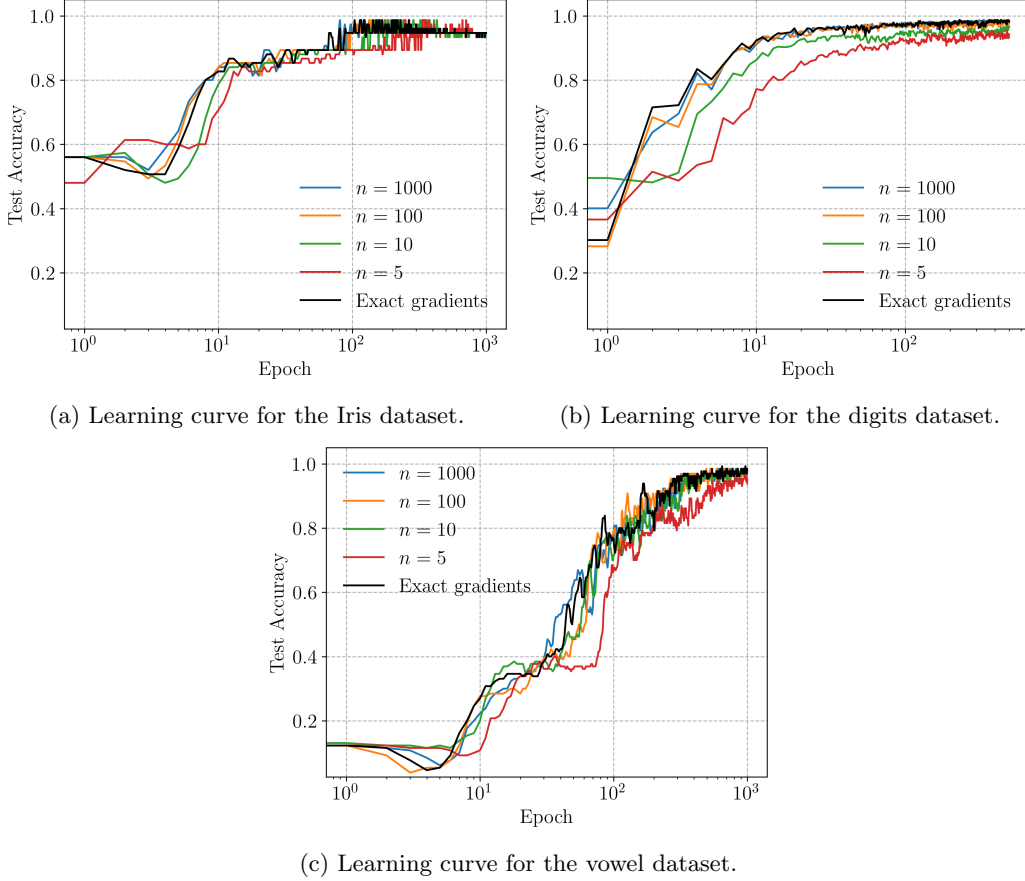 1.0
0.8
0.6
0.4
0.2
Test Accuracy
n = 1000
n = 100
n = 10
n = 5
Exact gradients
10^0
10^1
10^2
10^3
Epoch
(a) Learning curve for the Iris dataset.
1.0
0.8
0.6
0.4
0.2
Test Accuracy
n = 1000
n = 100
n = 10
n = 5
Exact gradients
10^0
10^1
10^2
Epoch
(b) Learning curve for the digits dataset.
1.0
0.8
0.6
0.4
0.2
Test Accuracy
n = 1000
n = 100
n = 10
n = 5
Exact gradients
10^0
10^1
10^2
10^3
Epoch
(c) Learning curve for the vowel dataset.